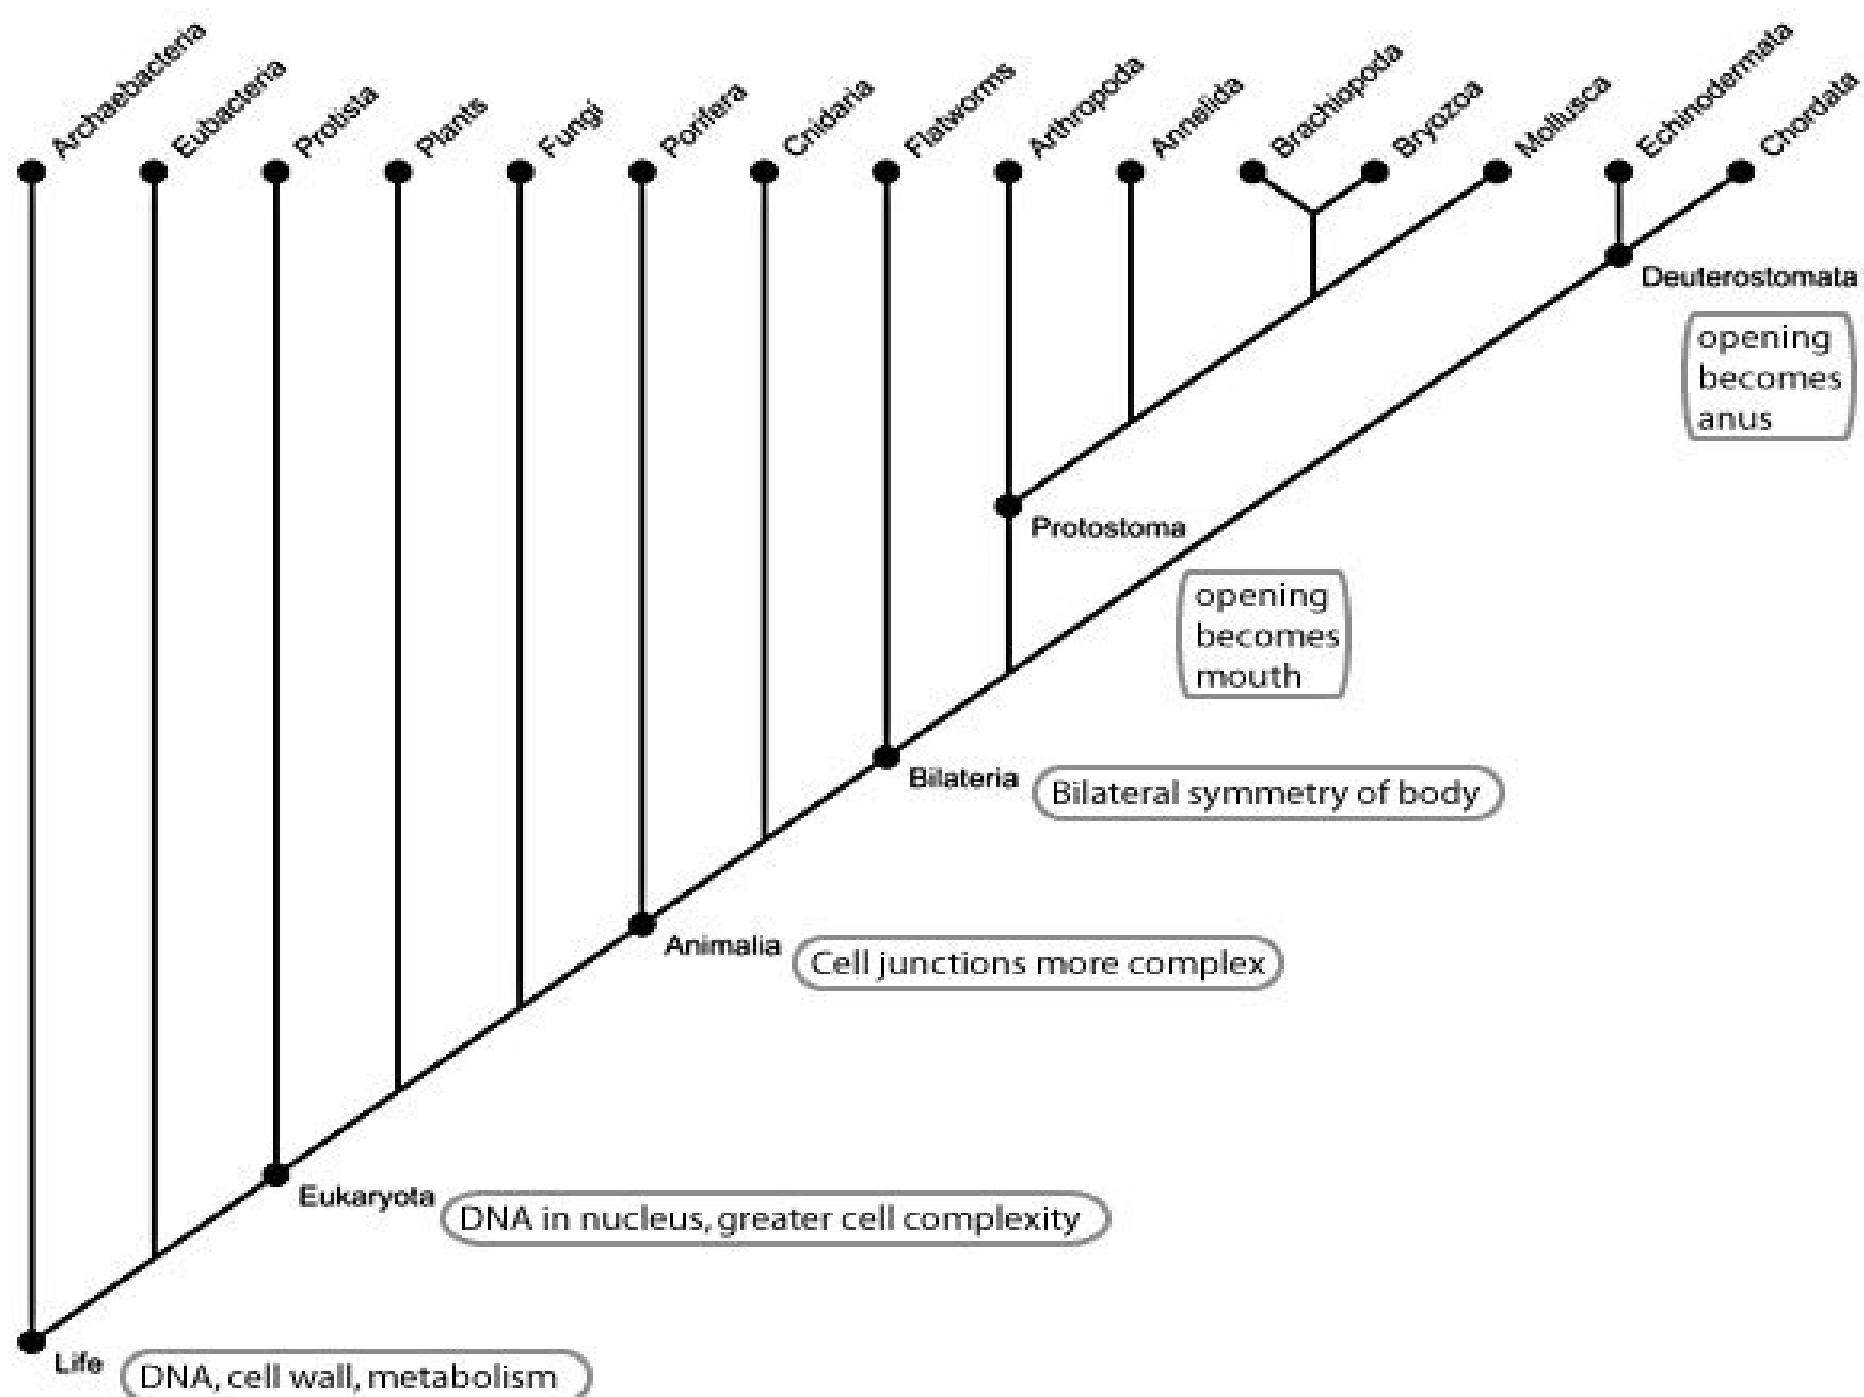 Archaebacteria
Eubacteria
Protista
Plants
Fungi
Porifera
Cnidaria
Flatworms
Arthropoda
Annelida
Brachiopoda
Bryozoa
Mollusca
Echinodermata
Chordata
Deuterostomata
opening
becomes
anus
Protostoma
opening
becomes
mouth
Bilateria
Bilateral symmetry of body
Animalia
Cell junctions more complex
Eukaryota
DNA in nucleus, greater cell complexity
Life
DNA, cell wall, metabolism